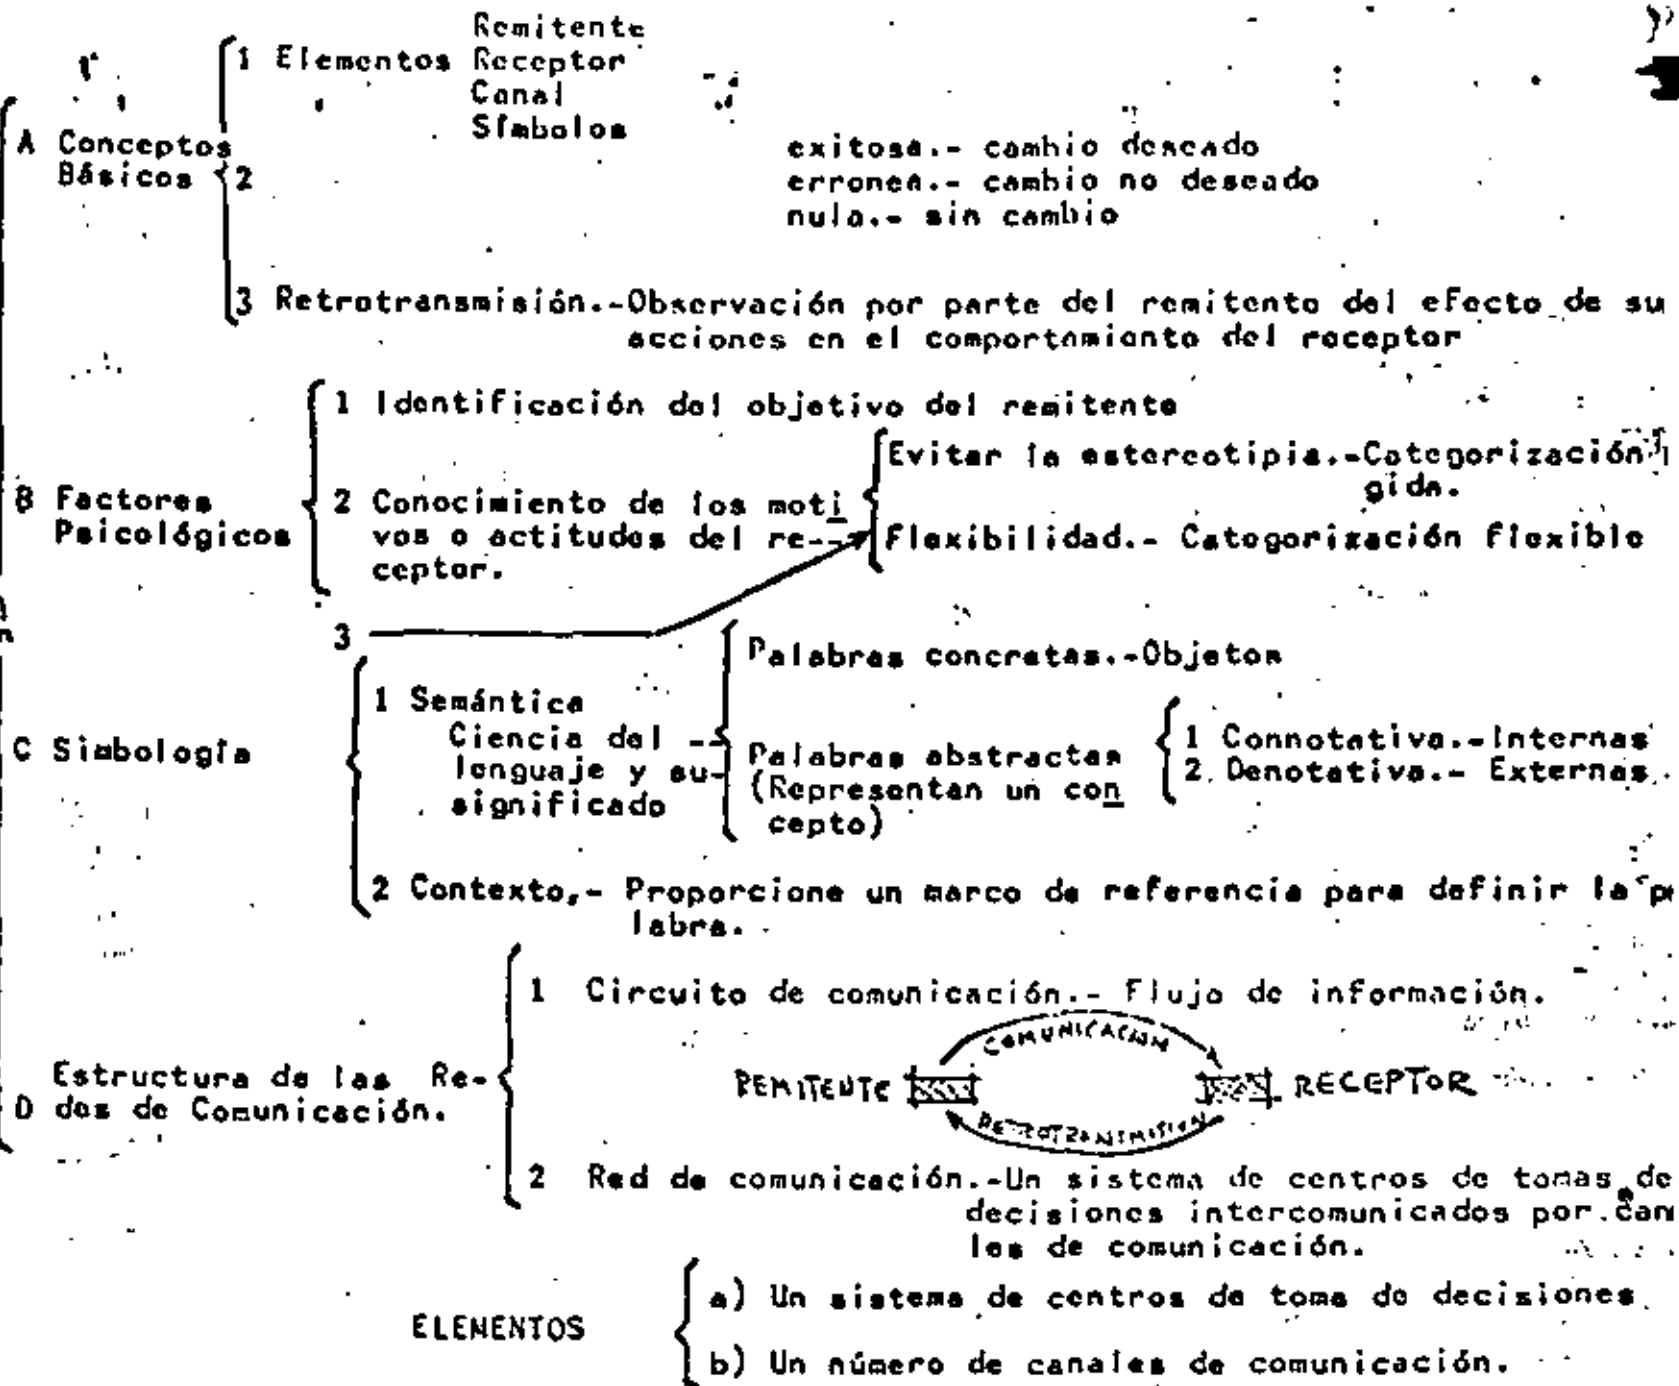 Remitente
1 Elementos Receptor
Canal
Símbolos
A Conceptos
Básicos
2
exitosa.- cambio deseado
erronea.- cambio no deseado
nula.- sin cambio
3 Retrotransmisión.-Observación por parte del remitente del efecto de su
acciones en el comportamiento del receptor
B Factores
Psicológicos
1 Identificación del objetivo del remitente
2 Conocimiento de los moti
vos o actitudes del re--
ceptor.
Evitar la estereotipia.-Categorización
gida.
Flexibilidad.- Categorización flexible
3
n
C Simbología
1 Semántica
Ciencia del --
lenguaje y su-
significado
Palabras concretas.-Objetos
Palabras abstractas
(Representan un con
cepto)
1 Connotativa.-Internas
2. Denotativa.- Externas.
2 Contexto,- Proporcione un marco de referencia para definir la pa
labra.
Estructura de las Re-
D des de Comunicación.
1 Circuito de comunicación.- Flujo de información.
COMUNICACION
REMITENTE
RECEPTOR
RETROTRANSMISION
2 Red de comunicación.-Un sistema de centros de tomas de
decisiones intercomunicados por can
les de comunicación.
ELEMENTOS
a) Un sistema de centros de toma de decisiones.
b) Un número de canales de comunicación.